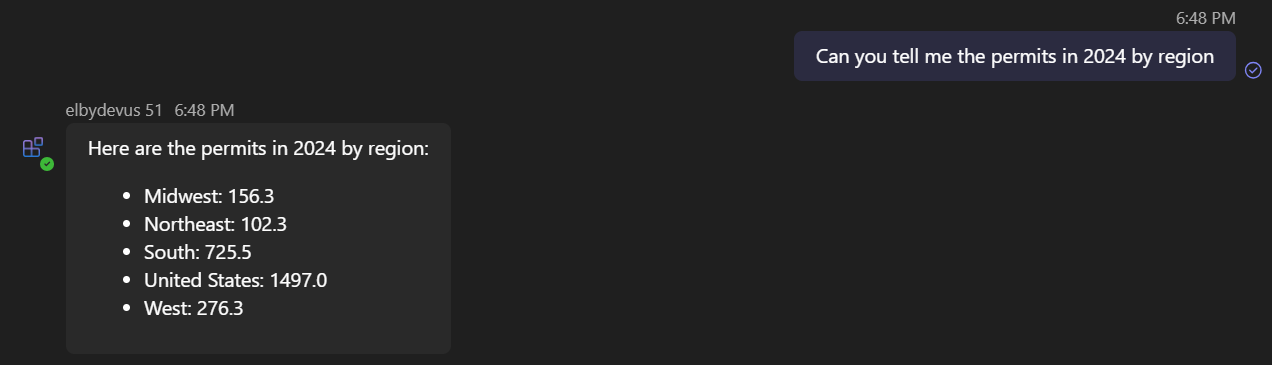 6:48 PM
Can you tell me the permits in 2024 by region
elbydevus 51 6:48 PM
Here are the permits in 2024 by region:
• Midwest: 156.3
• Northeast: 102.3
• South: 725.5
• United States: 1497.0
• West: 276.3